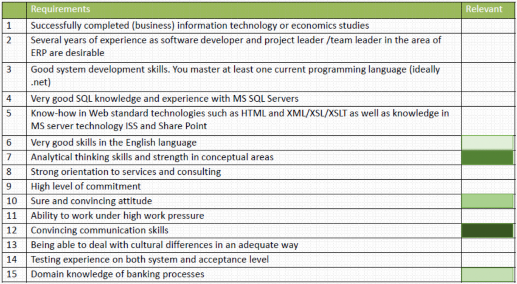 Requirements Relevant
1 Successfully completed (business) information technology or economics studies
2 Several years of experience as software developer and project leader /team leader in the area of
ERP are desirable
3 Good system development skills. You master at least one current programming language (ideally
.net)
4 Very good SQL knowledge and experience with MS SQL Servers
5 Know-how in Web standard technologies such as HTML and XML/XSL/XSLT as well as knowledge in
MS server technology ISS and Share Point
6 Very good skills in the English language
7 Analytical thinking skills and strength in conceptual areas
8 Strong orientation to services and consulting
9 High level of commitment
10 Sure and convincing attitude
11 Ability to work under high work pressure
12 Convincing communication skills
13 Being able to deal with cultural differences in an adequate way
14 Testing experience on both system and acceptance level
15 Domain knowledge of banking processes